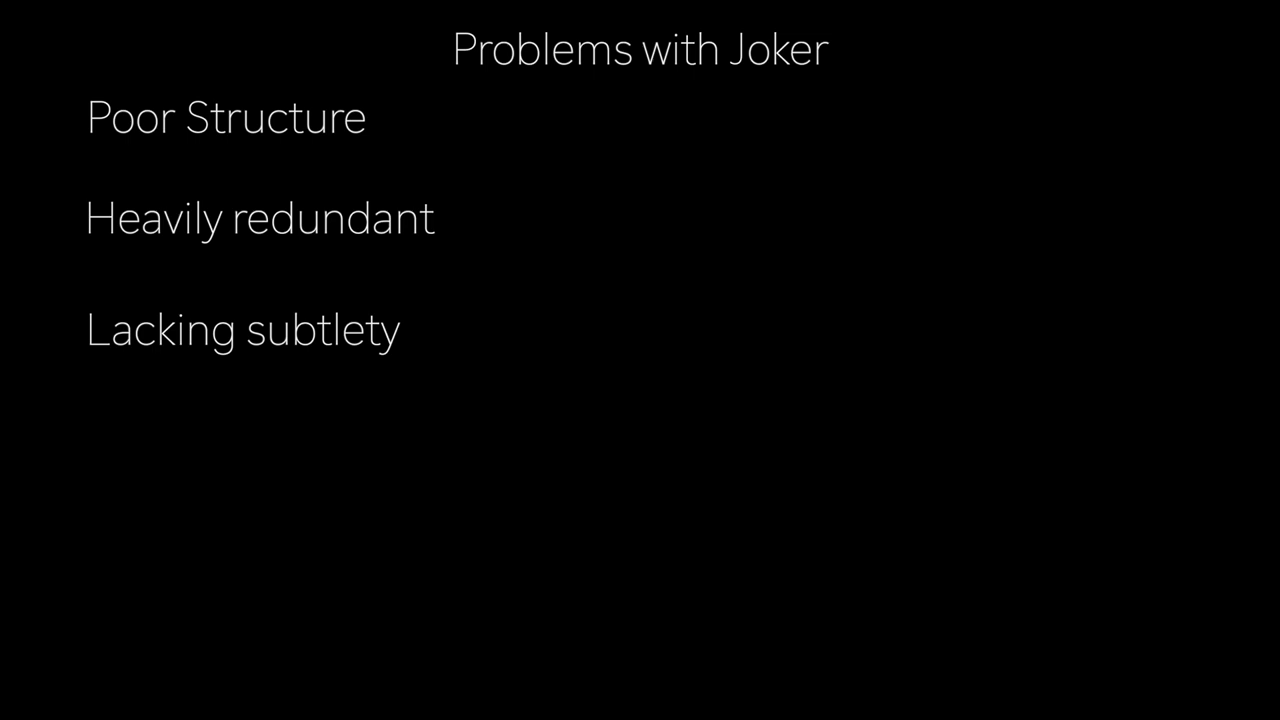 Problems with Joker
Poor Structure
Heavily redundant
Lacking subtlety